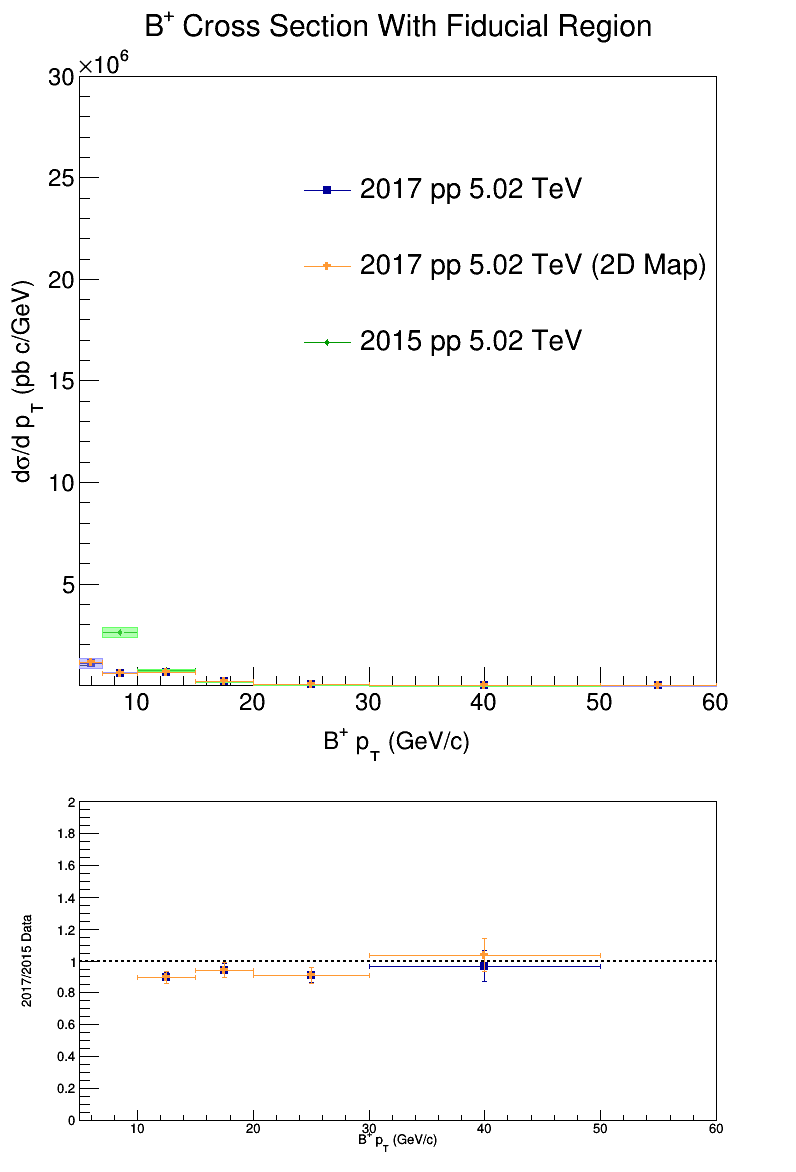 B⁺ Cross Section With Fiducial Region
×10⁶
30
25
20
15
10
5
dσ/d p_T (pb c/GeV)
2017 pp 5.02 TeV
2017 pp 5.02 TeV (2D Map)
2015 pp 5.02 TeV
10 20 30 40 50 60
B⁺ p_T (GeV/c)
2
1.8
1.6
1.4
1.2
1
0.8
0.6
0.4
0.2
0
2017/2015 Data
10 20 30 40 50 60
B⁺ p_T (GeV/c)